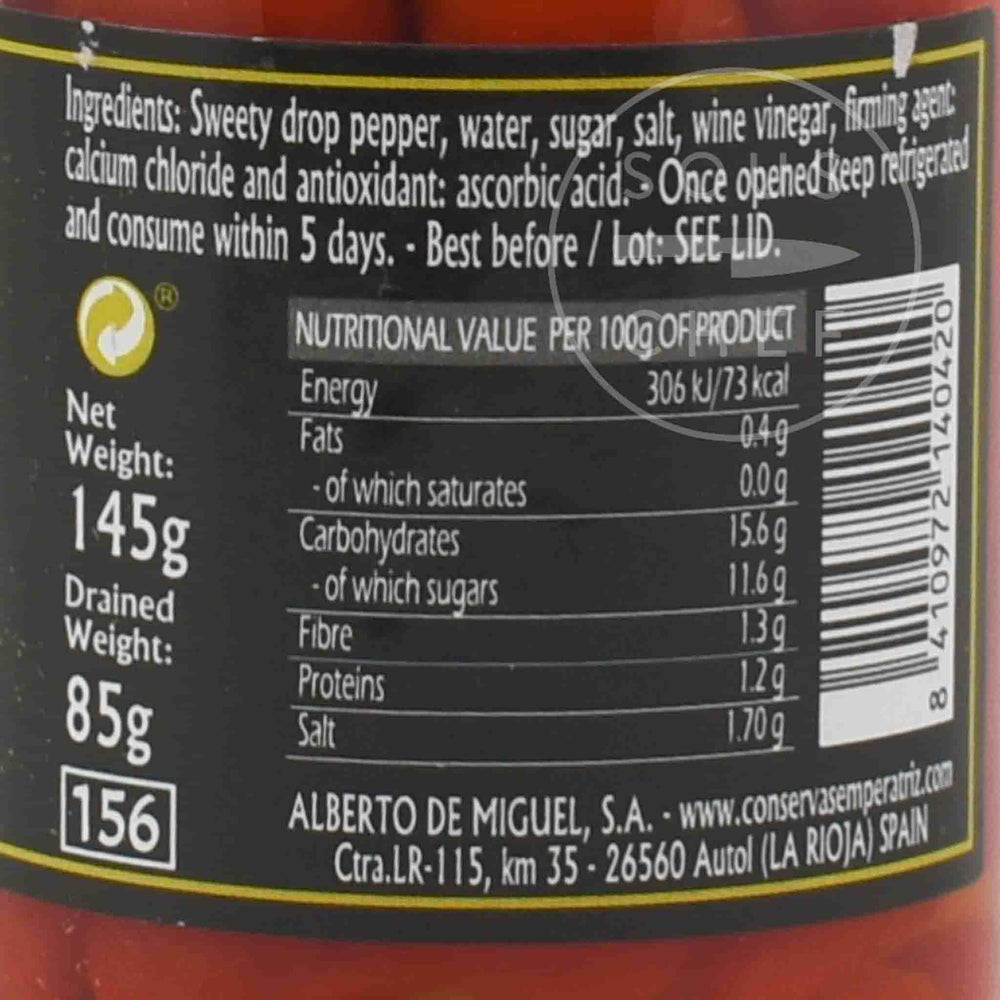 Ingredients: Sweety drop pepper, water, sugar, salt, wine vinegar, firming agent:
calcium chloride and antioxidant: ascorbic acid. - Once opened keep refrigerated
and consume within 5 days. - Best before / Lot: SEE LID.
SOUS
CHEF
®
Net
Weight:
145g
Drained
Weight:
85g
156
NUTRITIONAL VALUE PER 100g OF PRODUCT
Energy 306 kJ/73 kcal
Fats 0.4 g
- of which saturates 0.0 g
Carbohydrates 15.6 g
- of which sugars 11.6 g
Fibre 1.3 g
Proteins 1.2 g
Salt 1.70 g
8 410972 140420
ALBERTO DE MIGUEL, S.A. - www.conservasemperatriz.com
Ctra.LR-115, km 35 - 26560 Autol (LA RIOJA) SPAIN